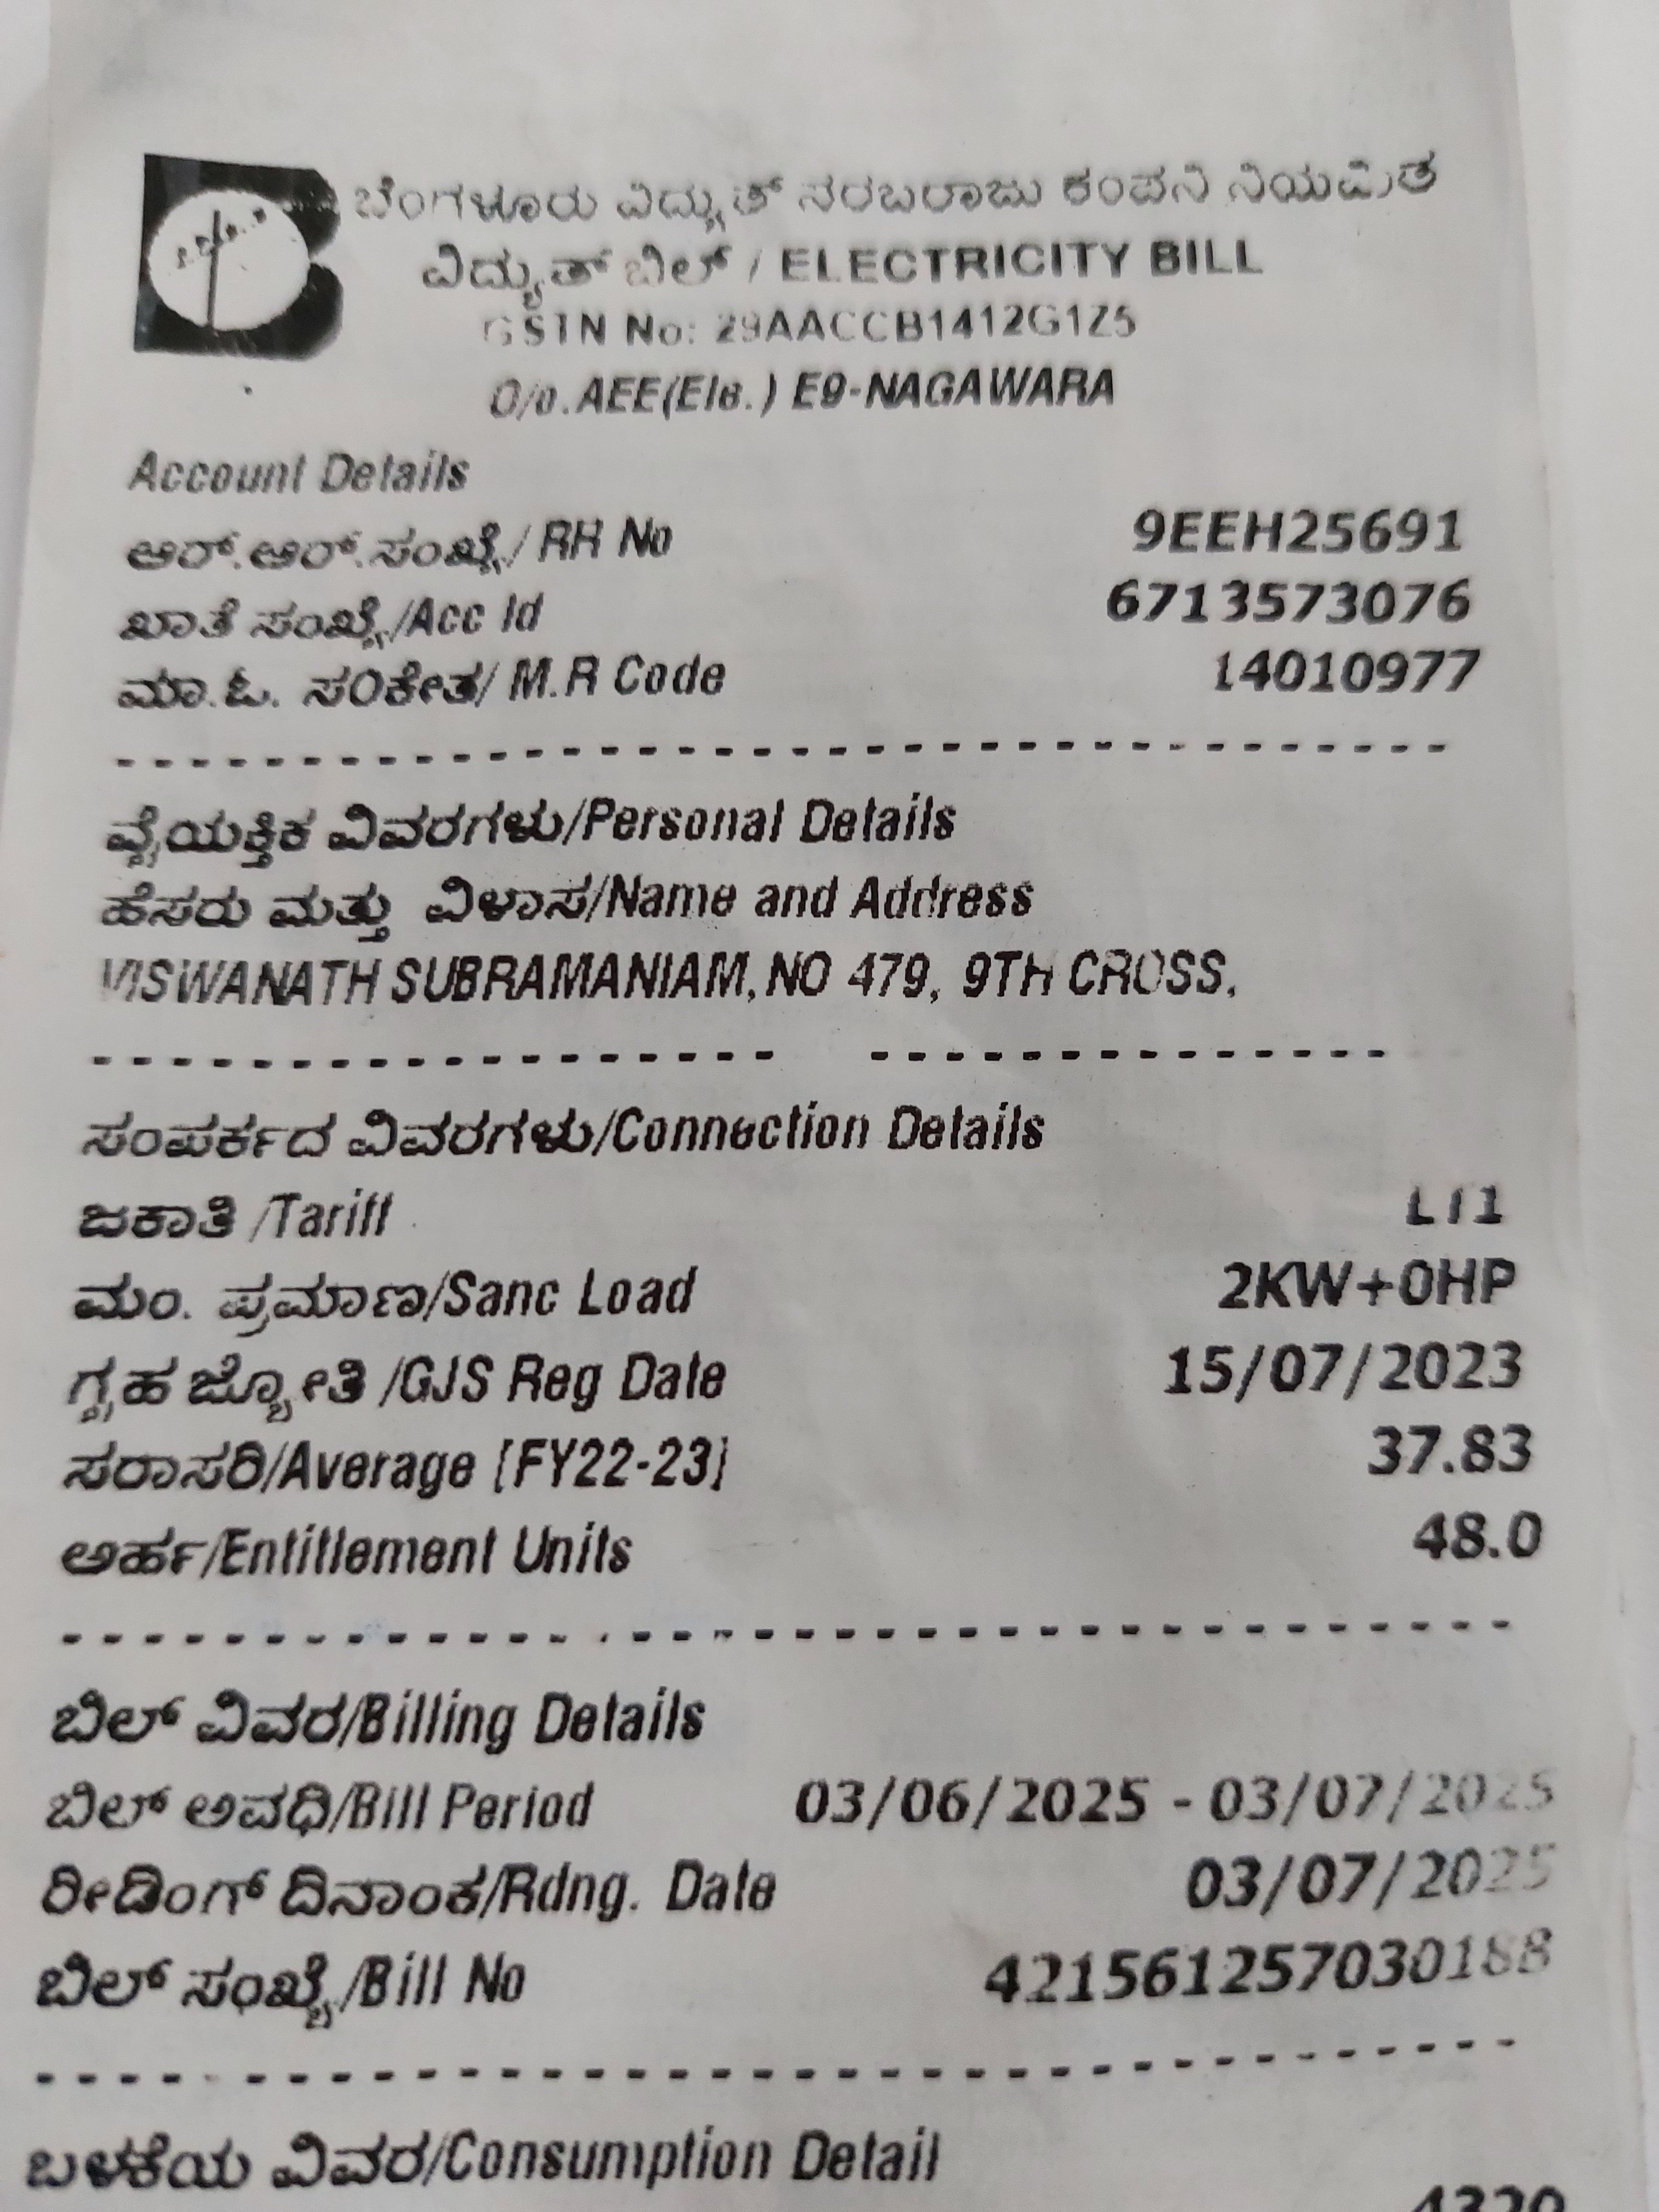 ಬೆಂಗಳೂರು ವಿದ್ಯುತ್ ಸರಬರಾಜು ಕಂಪನಿ ನಿಯಮಿತ
ವಿದ್ಯುತ್ ಬಿಲ್ / ELECTRICITY BILL
GSTN No: 29AACCB1412G1Z5
O/o.AEE(Ele.) E9-NAGAWARA
Account Details
ಆರ್.ಆರ್.ಸಂಖ್ಯೆ/ RR No 9EEH25691
ಖಾತೆ ಸಂಖ್ಯೆ/Acc Id 6713573076
ಮಾ.ಓ. ಸಂಕೇತ/ M.R Code 14010977
ವೈಯಕ್ತಿಕ ವಿವರಗಳು/Personal Details
ಹೆಸರು ಮತ್ತು ವಿಳಾಸ/Name and Address
VISWANATH SUBRAMANIAM, NO 479, 9TH CROSS,
ಸಂಪರ್ಕದ ವಿವರಗಳು/Connection Details
ಜಕಾತಿ /Tariff LT1
ಮಂ. ಪ್ರಮಾಣ/Sanc Load 2KW+0HP
ಗೃಹ ಜ್ಯೋತಿ /GJS Reg Date 15/07/2023
ಸರಾಸರಿ/Average [FY22-23] 37.83
ಅರ್ಹ/Entitlement Units 48.0
ಬಿಲ್ ವಿವರ/Billing Details
ಬಿಲ್ ಅವಧಿ/Bill Period 03/06/2025 - 03/07/2025
ರೀಡಿಂಗ್ ದಿನಾಂಕ/Rdng. Date 03/07/2025
ಬಿಲ್ ಸಂಖ್ಯೆ/Bill No 421561257030188
ಬಳಕೆಯ ವಿವರ/Consumption Detail